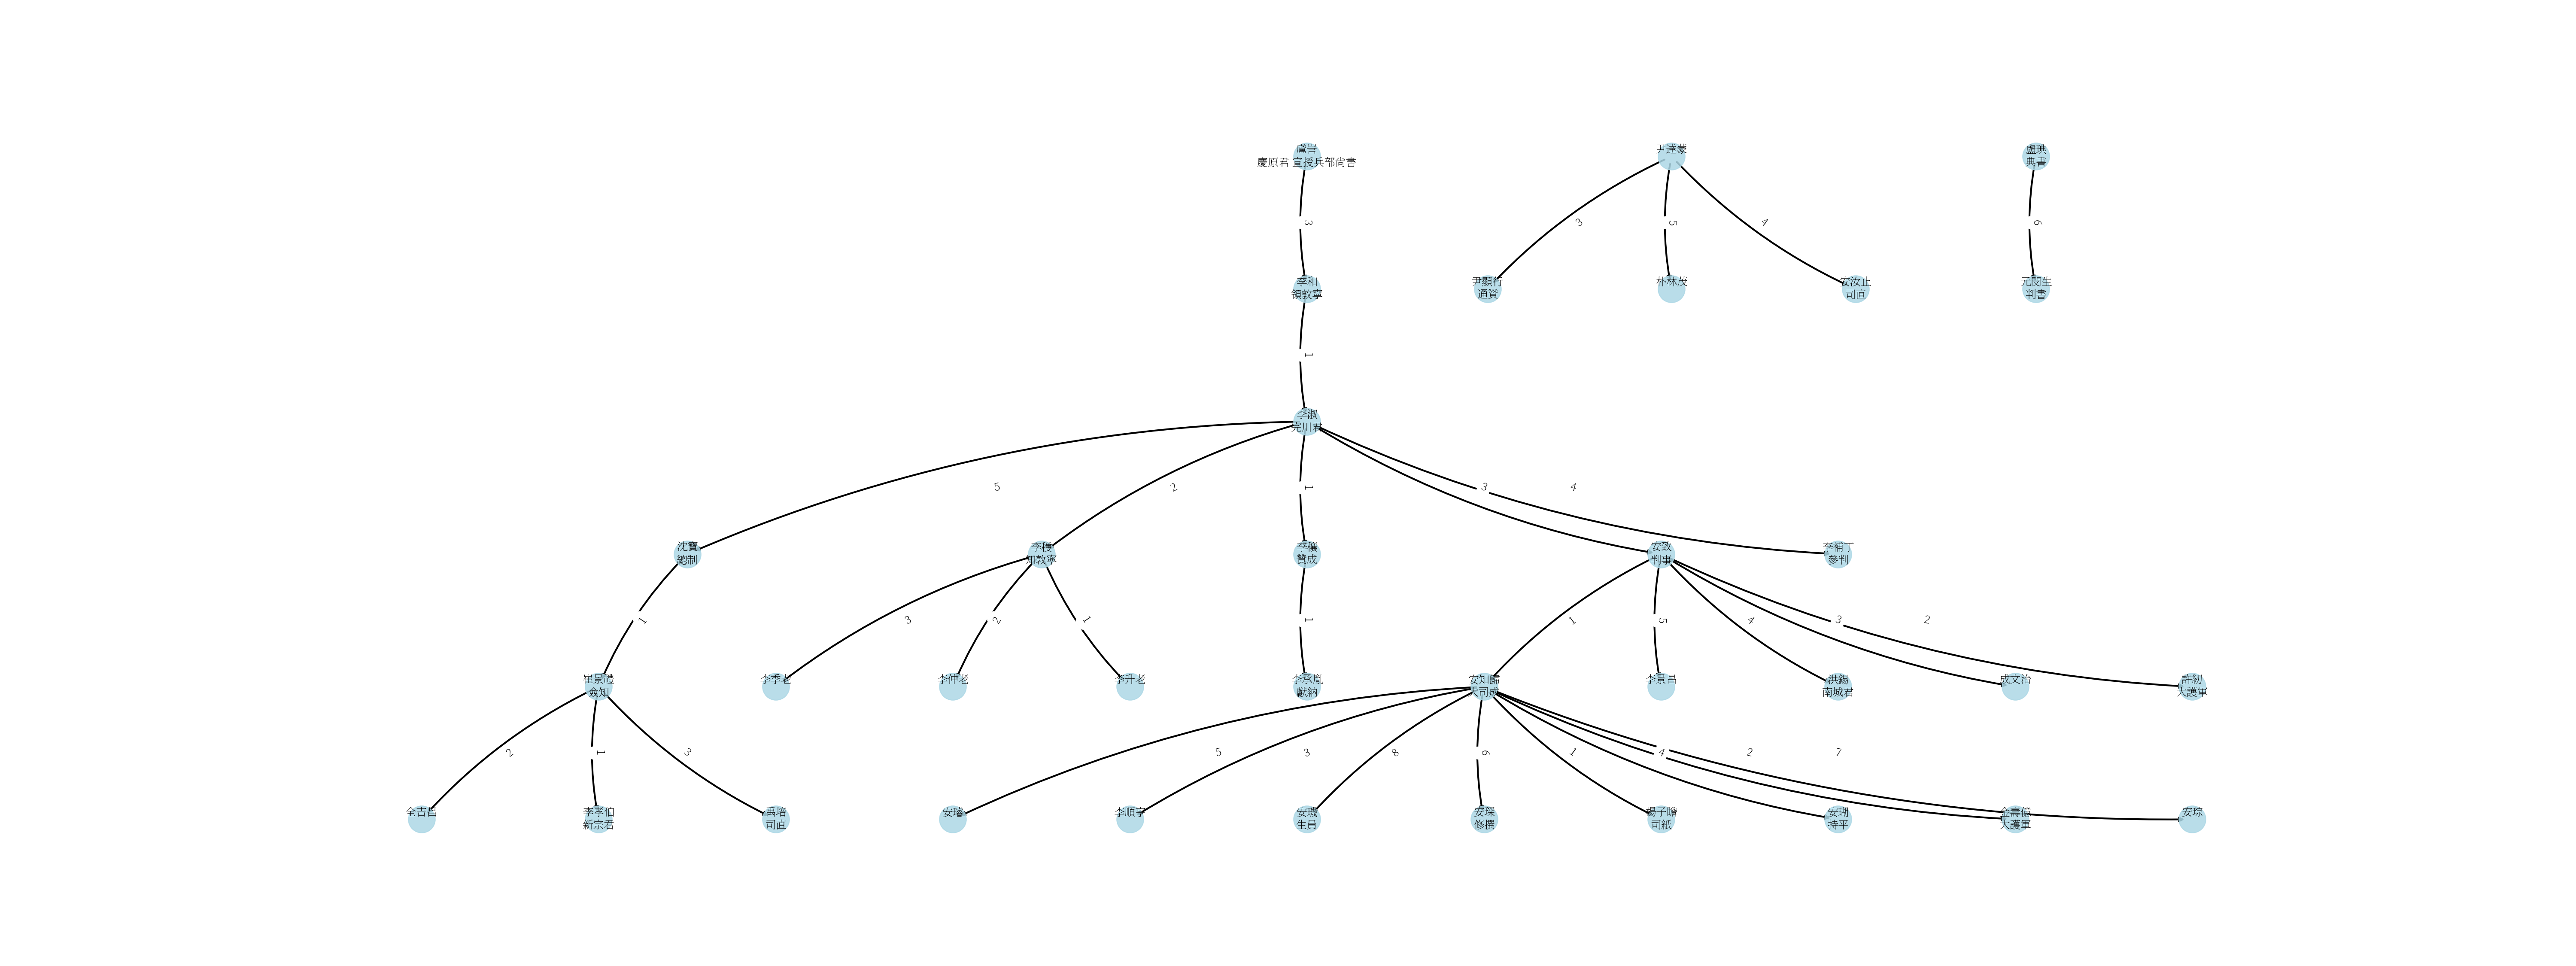 盧訔
慶原君 宣授兵部尙書
尹達蒙
盧㻴
典書
3
3
5
4
6
李和
領敦寧
尹顯行
通贊
朴林茂
安汝止
司直
元閔生
判書
1
李淑
完川君
5
2
1
3
4
沈寶
總制
李㰌
知敦寧
李穰
贊成
安致
判事
李補丁
參判
1
3
2
1
1
1
5
4
3
2
崔景禮
僉知
李季老
李仲老
李升老
李承胤
獻納
安知歸
大司成
李景昌
洪錫
南城君
成文治
許初
大護軍
2
1
3
5
3
8
6
1
4
2
7
全吉昌
李孝伯
新宗君
禹培
司直
安璿
李順亨
安璣
生員
安琛
修撰
楊子瞻
司紙
安瑚
持平
金壽億
大護軍
安琮